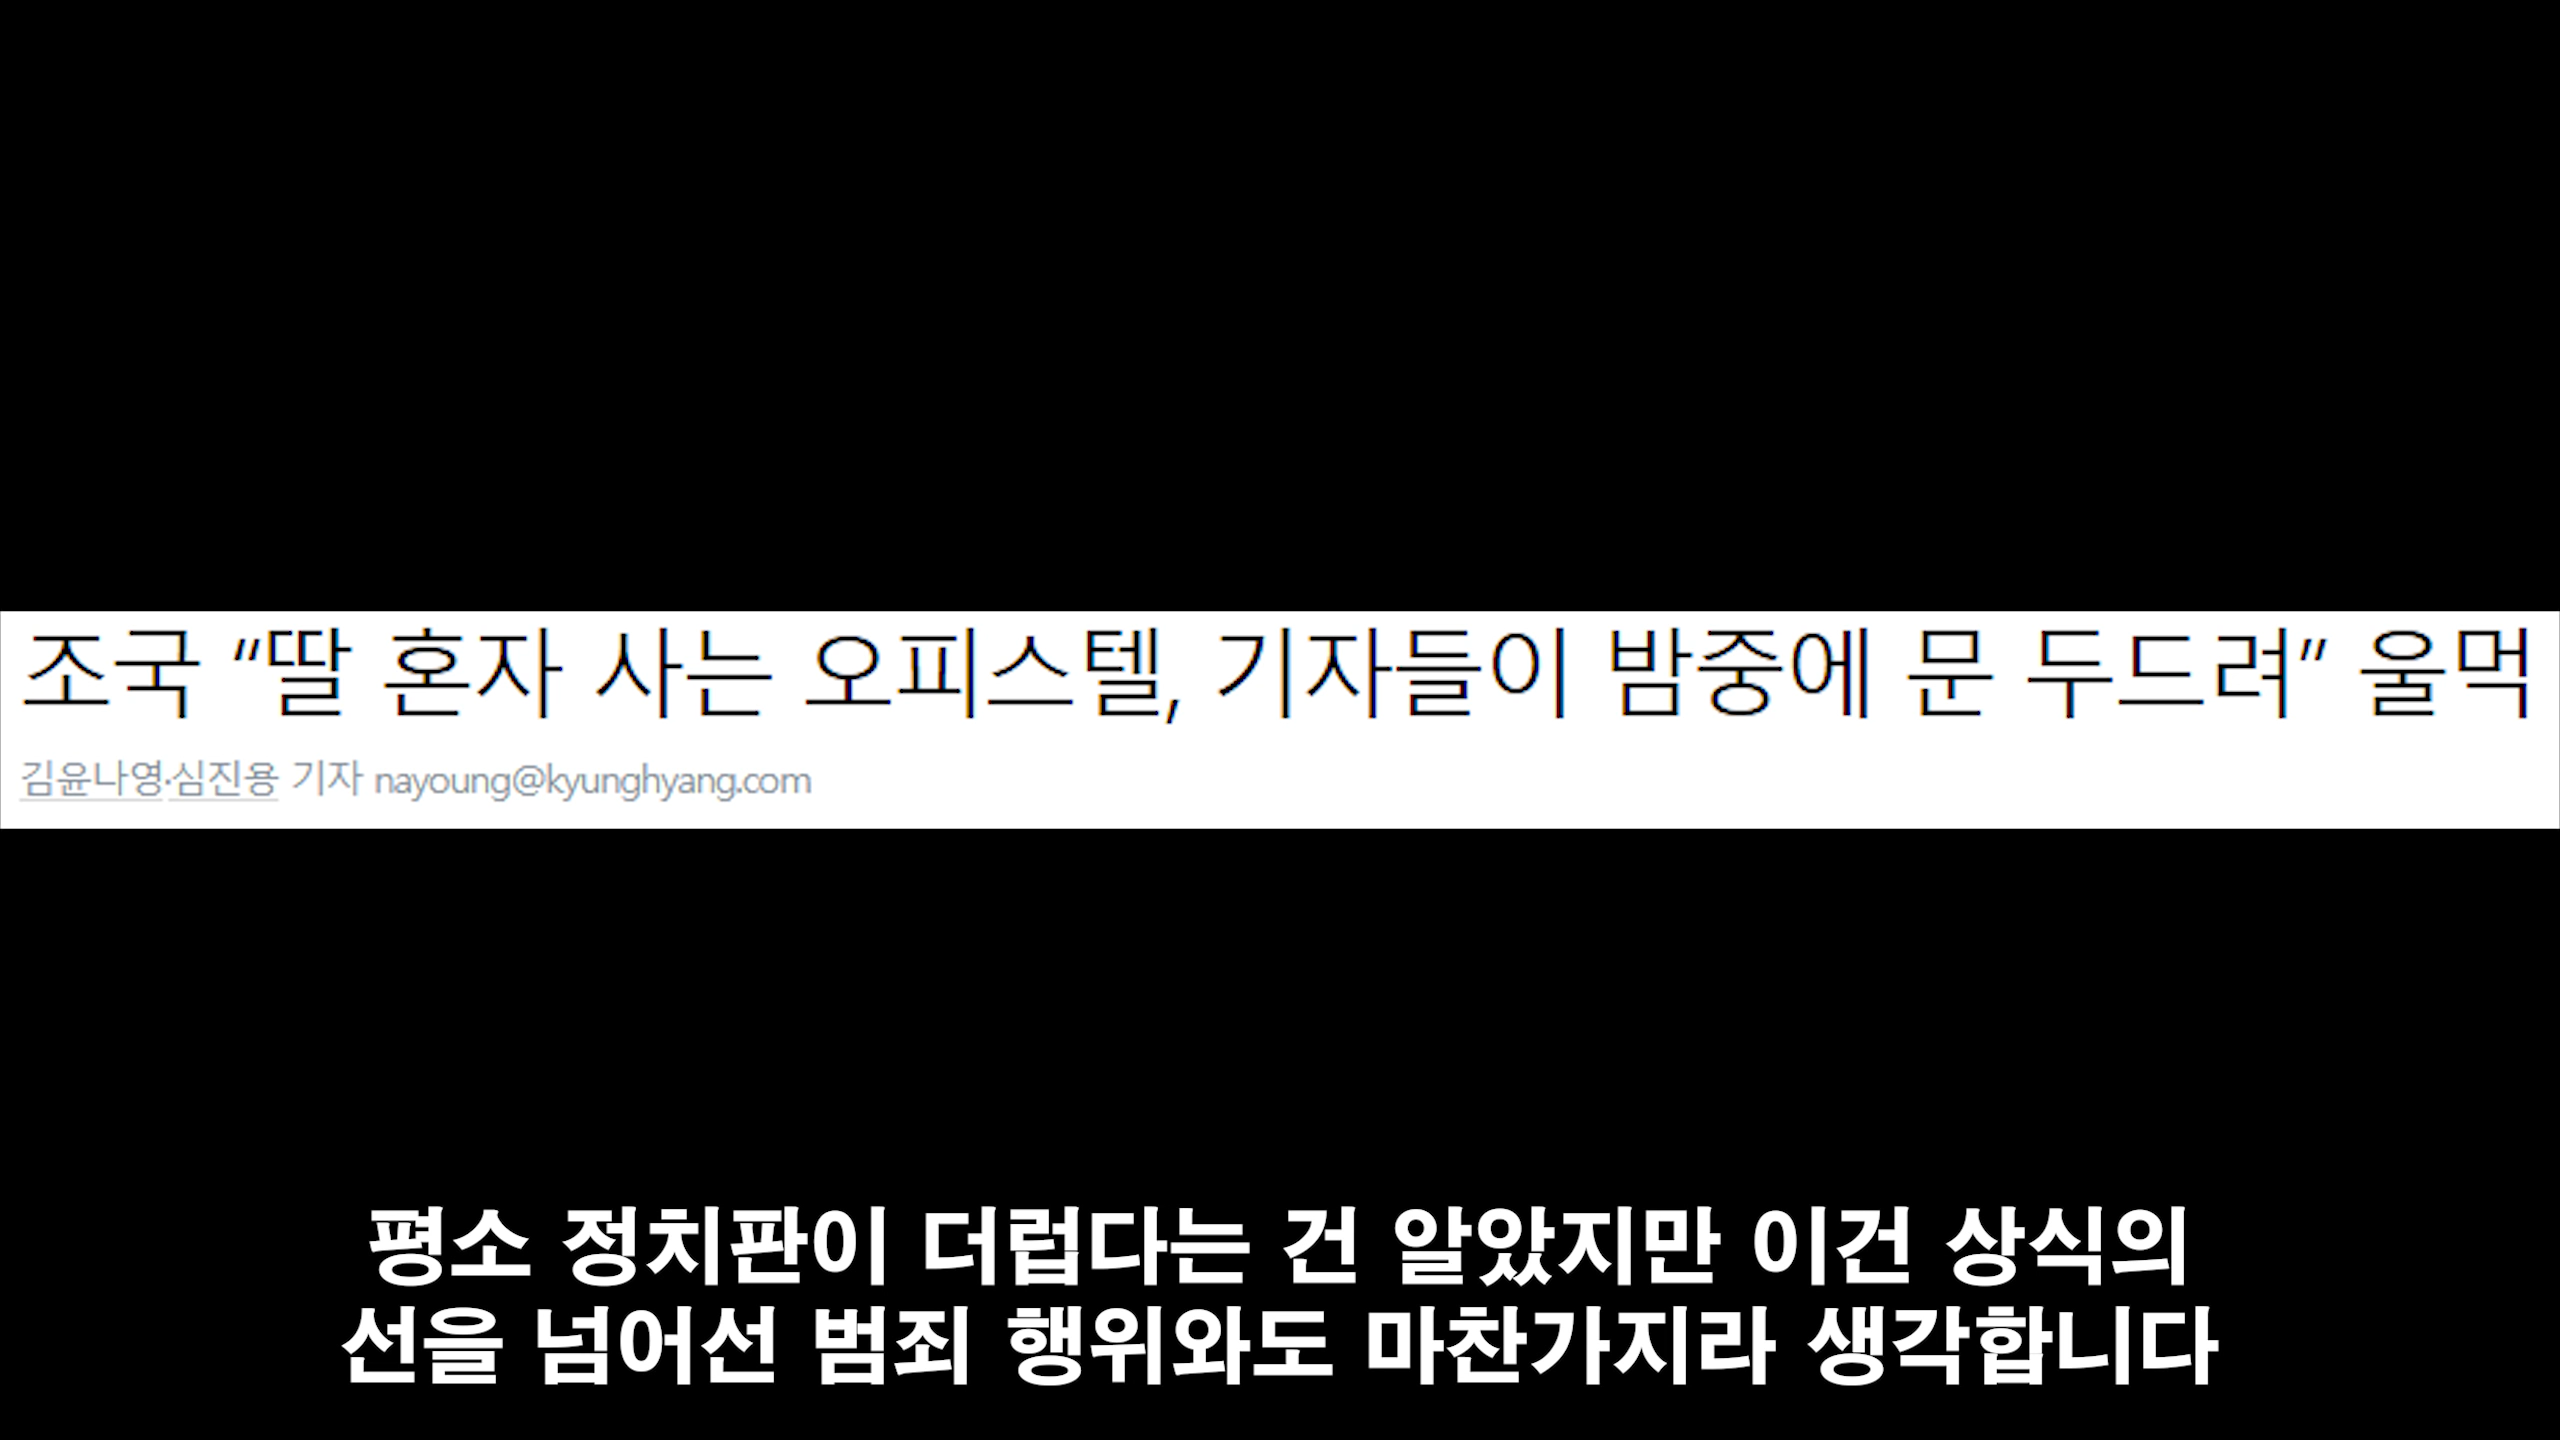 조국 “딸 혼자 사는 오피스텔, 기자들이 밤중에 문 두드려” 울먹
김윤나영·심진용 기자 nayoung@kyunghyang.com
평소 정치판이 더럽다는 건 알았지만 이건 상식의
선을 넘어선 범죄 행위와도 마찬가지라 생각합니다